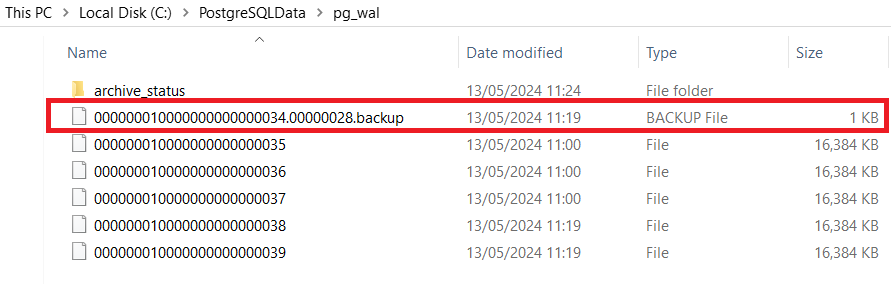 This PC > Local Disk (C:) > PostgreSQLData > pg_wal
Name Date modified Type Size
archive_status 13/05/2024 11:24 File folder
000000010000000000000034.00000028.backup 13/05/2024 11:19 BACKUP File 1 KB
000000010000000000000035 13/05/2024 11:00 File 16,384 KB
000000010000000000000036 13/05/2024 11:00 File 16,384 KB
000000010000000000000037 13/05/2024 11:00 File 16,384 KB
000000010000000000000038 13/05/2024 11:19 File 16,384 KB
000000010000000000000039 13/05/2024 11:19 File 16,384 KB